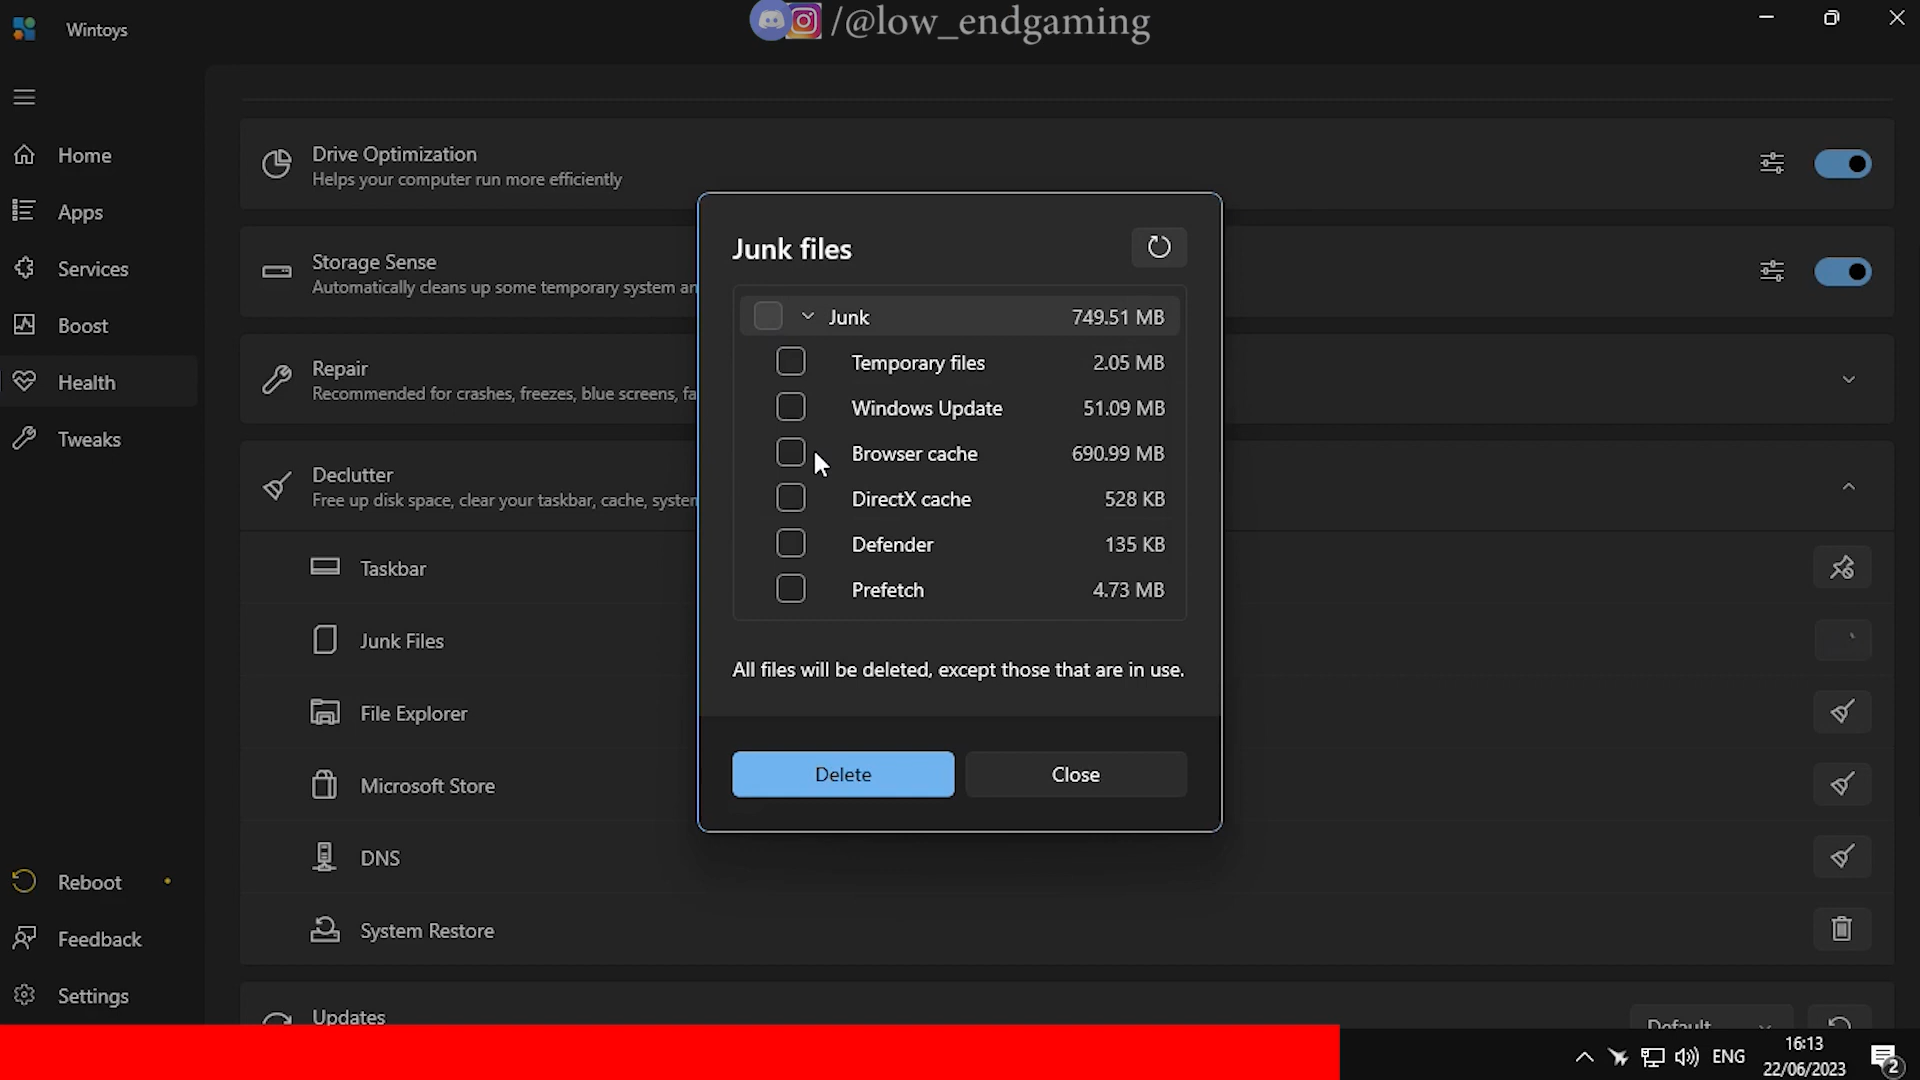 Wintoys
/@low_endgaming
Home
Apps
Services
Boost
Health
Tweaks
Reboot
Feedback
Settings
Drive Optimization
Helps your computer run more efficiently
Storage Sense
Automatically cleans up some temporary system
Repair
Recommended for crashes, freezes, blue screens,
Declutter
Free up disk space, clear your taskbar, cache,
Taskbar
Junk Files
File Explorer
Microsoft Store
DNS
System Restore
Updates
Default
Junk files
Junk 749.51 MB
Temporary files 2.05 MB
Windows Update 51.09 MB
Browser cache 690.99 MB
DirectX cache 528 KB
Defender 135 KB
Prefetch 4.73 MB
All files will be deleted, except those that are in use.
Delete Close
ENG
16:13
22/06/2023
2